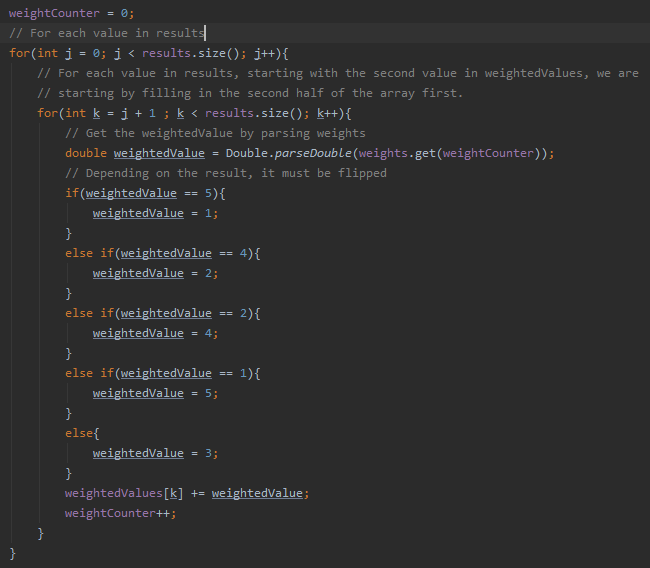 weightCounter = 0;
// For each value in results
for(int j = 0; j < results.size(); j++){
// For each value in results, starting with the second value in weightedValues, we are
// starting by filling in the second half of the array first.
for(int k = j + 1 ; k < results.size(); k++){
// Get the weightedValue by parsing weights
double weightedValue = Double.parseDouble(weights.get(weightCounter));
// Depending on the result, it must be flipped
if(weightedValue == 5){
weightedValue = 1;
}
else if(weightedValue == 4){
weightedValue = 2;
}
else if(weightedValue == 2){
weightedValue = 4;
}
else if(weightedValue == 1){
weightedValue = 5;
}
else{
weightedValue = 3;
}
weightedValues[k] += weightedValue;
weightCounter++;
}
}